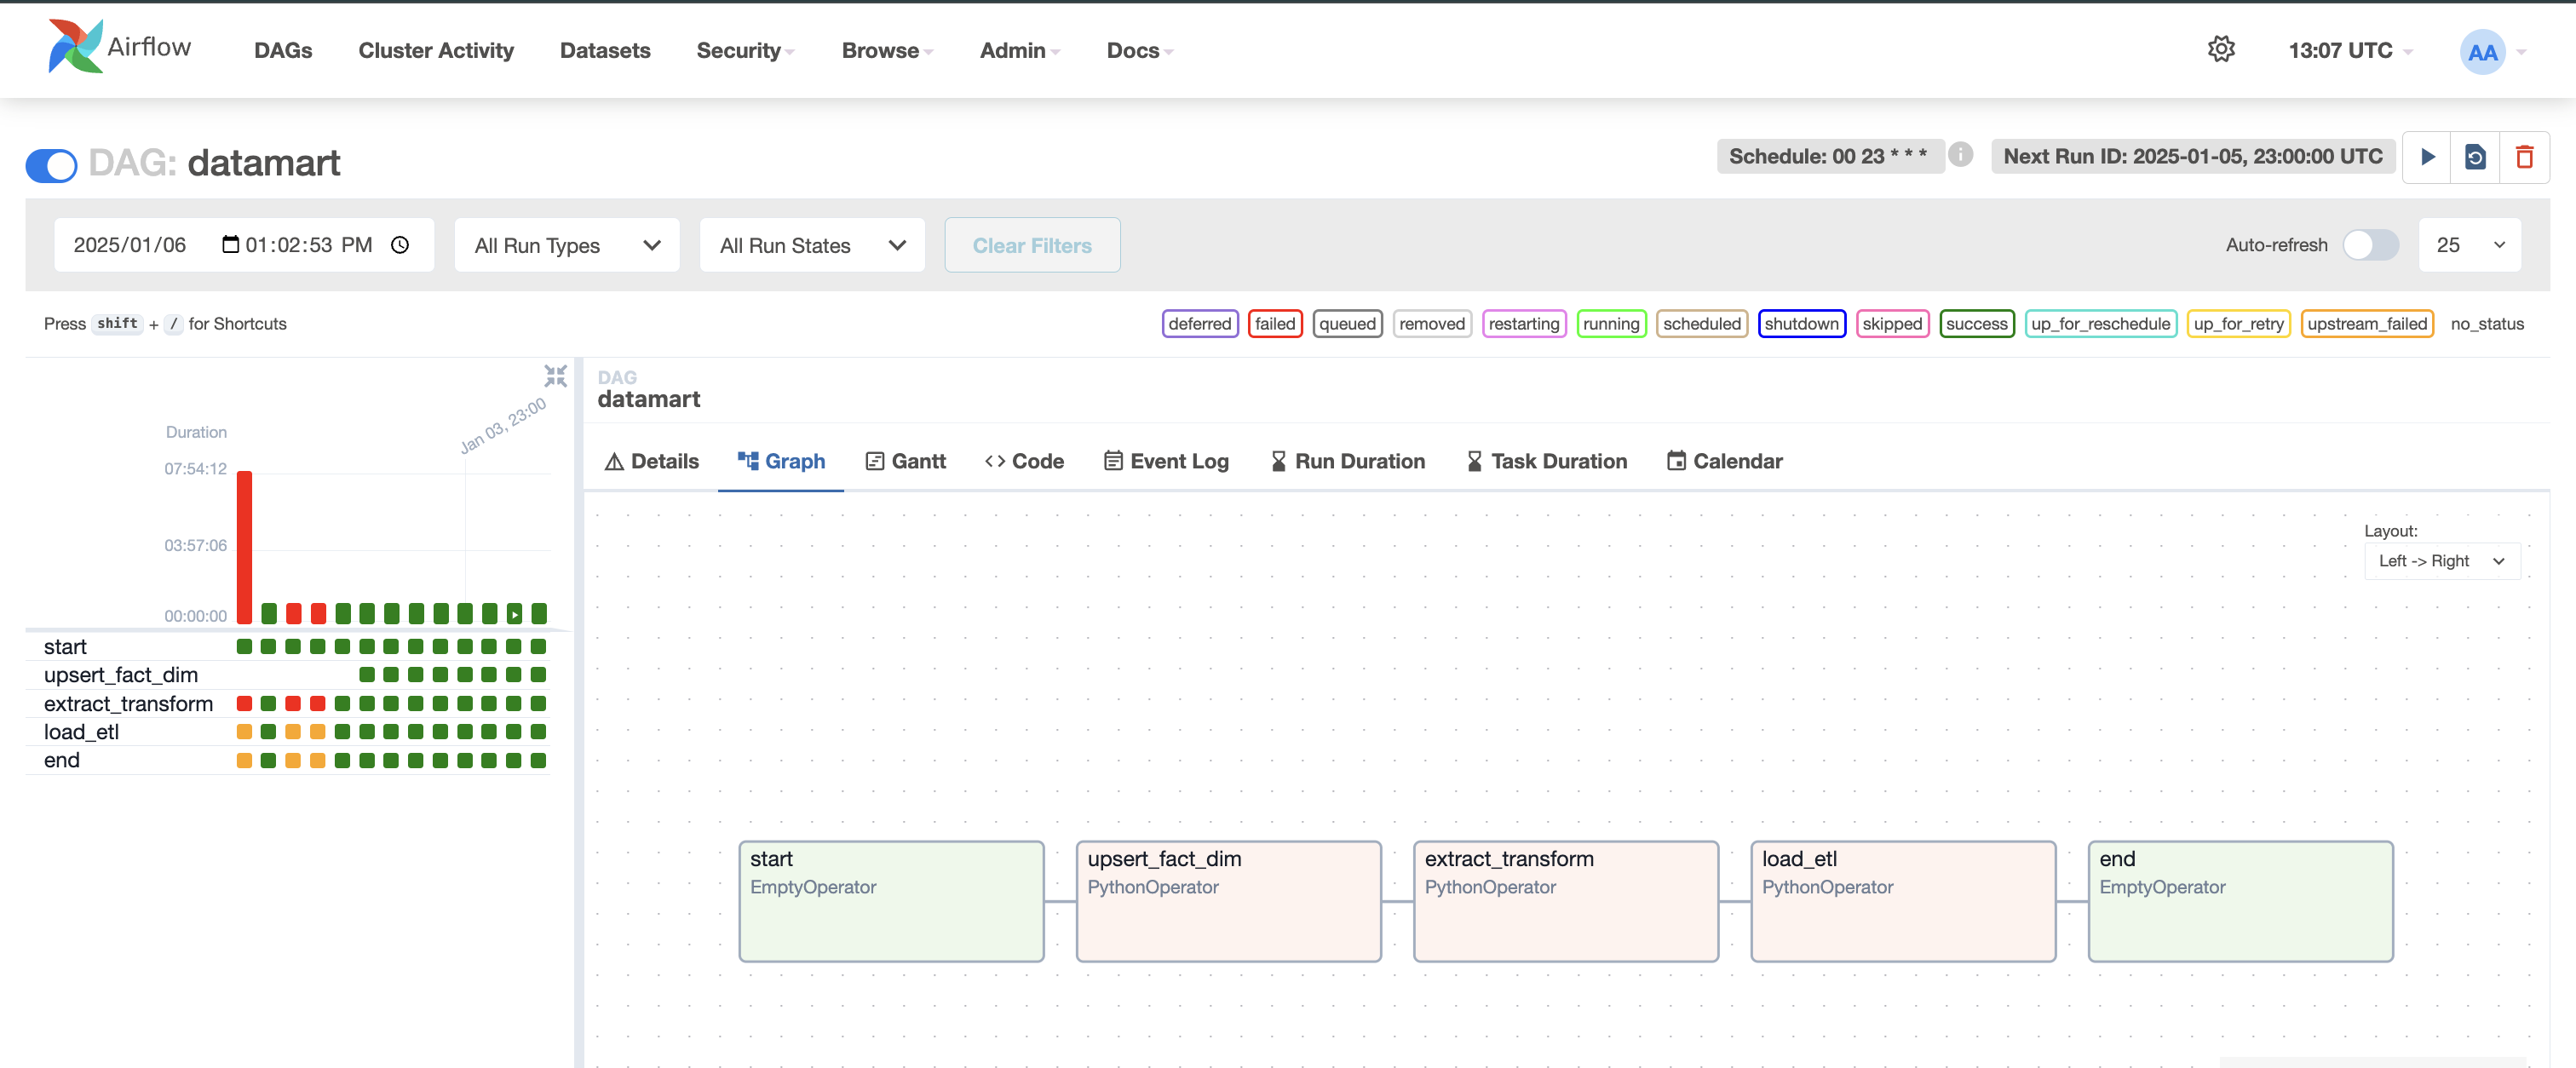 Airflow
DAGs
Cluster Activity
Datasets
Security
Browse
Admin
Docs
13:07 UTC
AA
DAG: datamart
Schedule: 00 23 * * *
Next Run ID: 2025-01-05, 23:00:00 UTC
2025/01/06 01:02:53 PM
All Run Types
All Run States
Clear Filters
Auto-refresh
25
Press shift + / for Shortcuts
deferred
failed
queued
removed
restarting
running
scheduled
shutdown
skipped
success
up_for_reschedule
up_for_retry
upstream_failed
no_status
Duration
Jan 03, 23:00
07:54:12
03:57:06
00:00:00
start
upsert_fact_dim
extract_transform
load_etl
end
DAG
datamart
Details
Graph
Gantt
Code
Event Log
Run Duration
Task Duration
Calendar
Layout:
Left -> Right
start
EmptyOperator
upsert_fact_dim
PythonOperator
extract_transform
PythonOperator
load_etl
PythonOperator
end
EmptyOperator